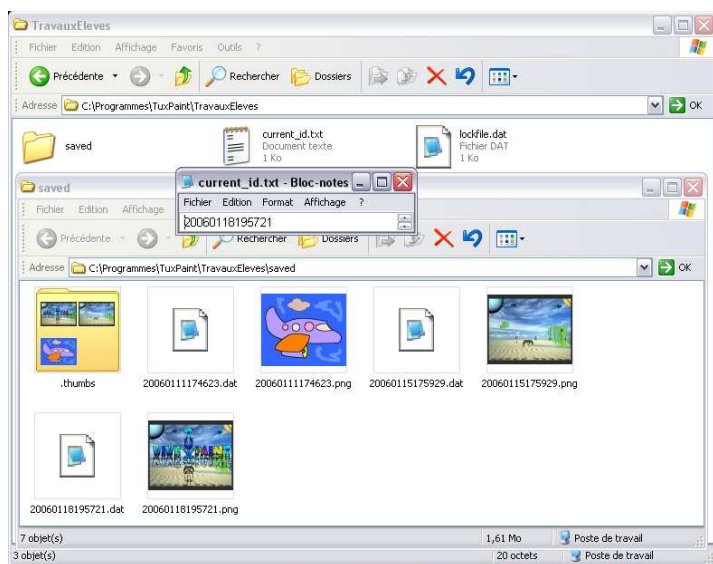 TravauxEleves
Fichier Edition Affichage Favoris Outils ?
Précédente Rechercher Dossiers
Adresse C:\Programmes\TuxPaint\TravauxEleves OK
saved
current_id.txt
Document texte
1 Ko
lockfile.dat
Fichier DAT
1 Ko
saved
current_id.txt - Bloc-notes
Fichier Edition Affichage
Fichier Edition Format Affichage ?
20060118195721
Précédente Rechercher Dossiers
Adresse C:\Programmes\TuxPaint\TravauxEleves\saved OK
.thumbs 20060111174623.dat 20060111174623.png 20060115175929.dat 20060115175929.png
20060118195721.dat 20060118195721.png
7 objet(s) 1,61 Mo Poste de travail
3 objet(s) 20 octets Poste de travail